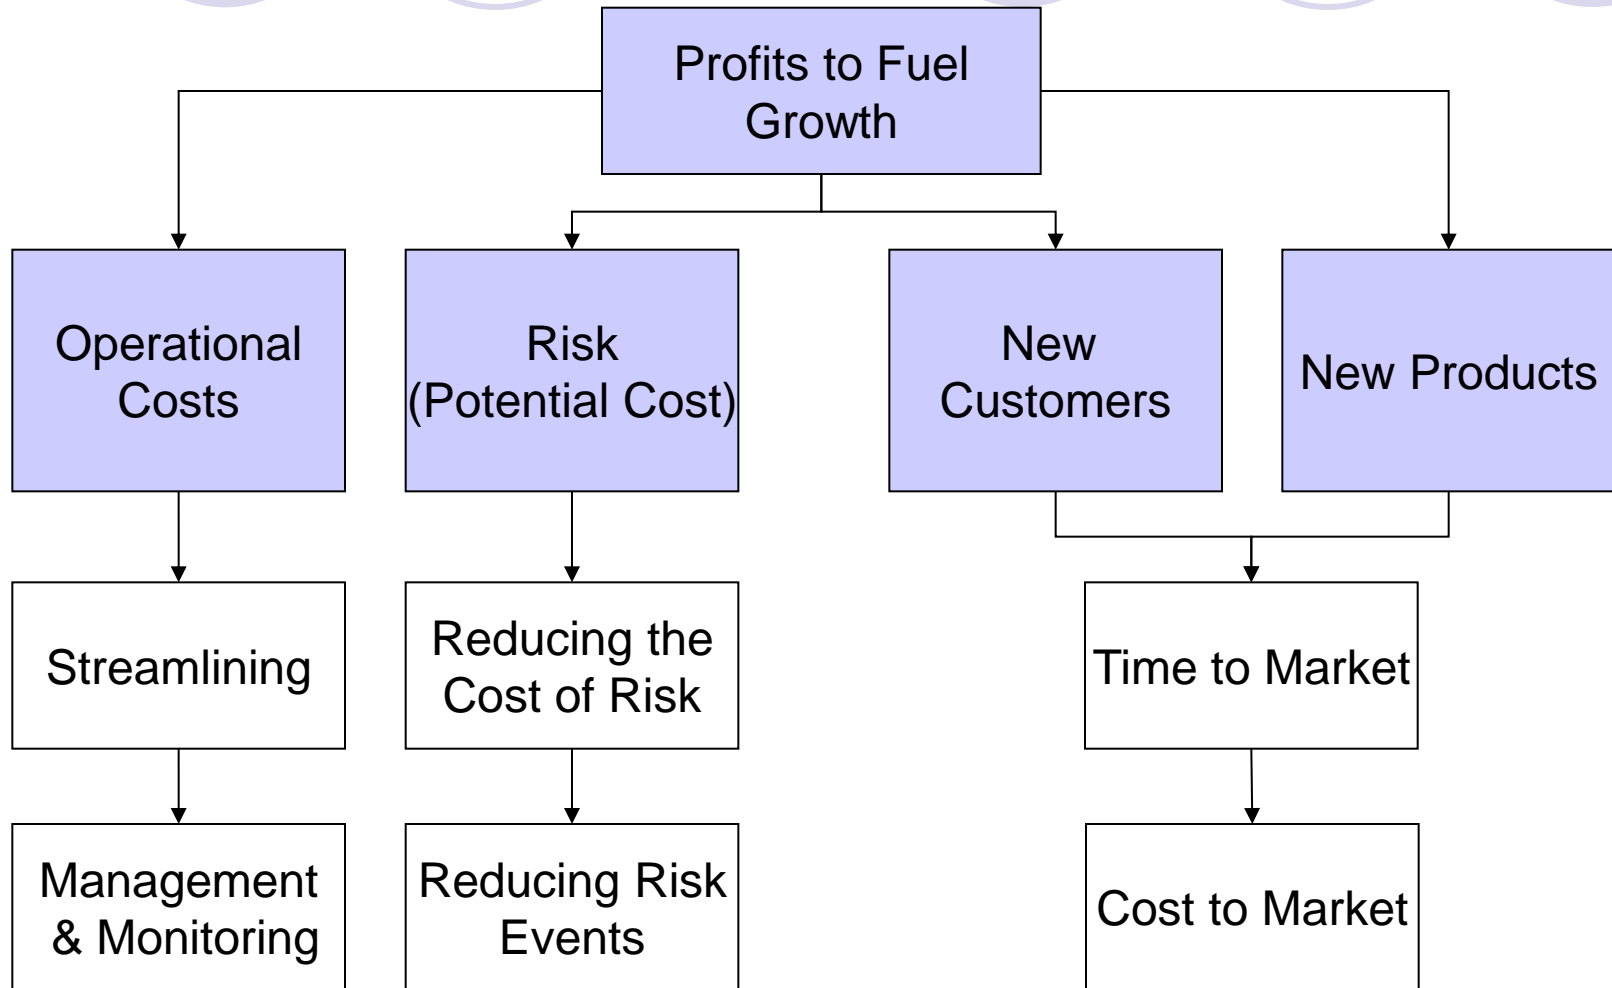 Profits to Fuel
Growth
Operational
Costs
Risk
(Potential Cost)
New
Customers
New Products
Streamlining
Reducing the
Cost of Risk
Time to Market
Management
& Monitoring
Reducing Risk
Events
Cost to Market